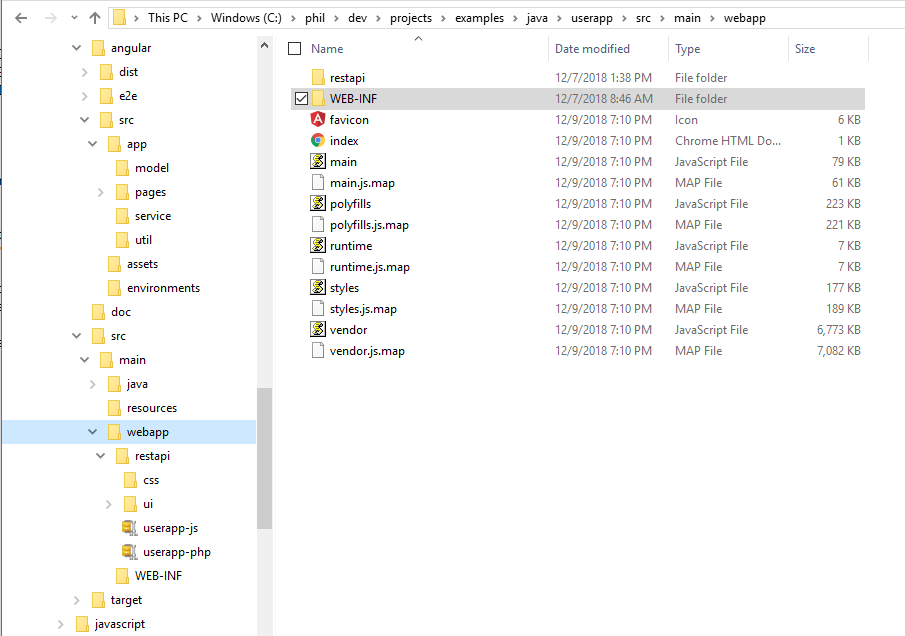 This PC > Windows (C:) > phil > dev > projects > examples > java > userapp > src > main > webapp
angular
dist
e2e
src
app
model
pages
service
util
assets
environments
doc
src
main
java
resources
webapp
restapi
css
ui
userapp-js
userapp-php
WEB-INF
target
javascript
Name Date modified Type Size
restapi 12/7/2018 1:38 PM File folder
WEB-INF 12/7/2018 8:46 AM File folder
favicon 12/9/2018 7:10 PM Icon 6 KB
index 12/9/2018 7:10 PM Chrome HTML Do... 1 KB
main 12/9/2018 7:10 PM JavaScript File 79 KB
main.js.map 12/9/2018 7:10 PM MAP File 61 KB
polyfills 12/9/2018 7:10 PM JavaScript File 223 KB
polyfills.js.map 12/9/2018 7:10 PM MAP File 221 KB
runtime 12/9/2018 7:10 PM JavaScript File 7 KB
runtime.js.map 12/9/2018 7:10 PM MAP File 7 KB
styles 12/9/2018 7:10 PM JavaScript File 177 KB
styles.js.map 12/9/2018 7:10 PM MAP File 189 KB
vendor 12/9/2018 7:10 PM JavaScript File 6,773 KB
vendor.js.map 12/9/2018 7:10 PM MAP File 7,082 KB